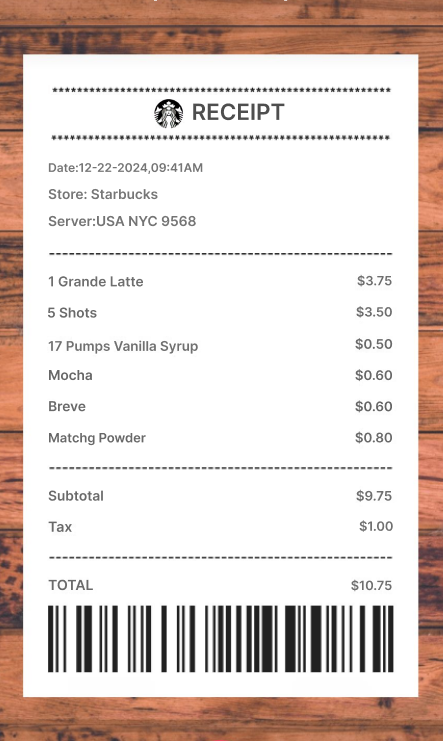 ****************************************************
RECEIPT
****************************************************
Date:12-22-2024,09:41AM
Store: Starbucks
Server:USA NYC 9568
----------------------------------------------------
1 Grande Latte $3.75
5 Shots $3.50
17 Pumps Vanilla Syrup $0.50
Mocha $0.60
Breve $0.60
Matchg Powder $0.80
----------------------------------------------------
Subtotal $9.75
Tax $1.00
----------------------------------------------------
TOTAL $10.75